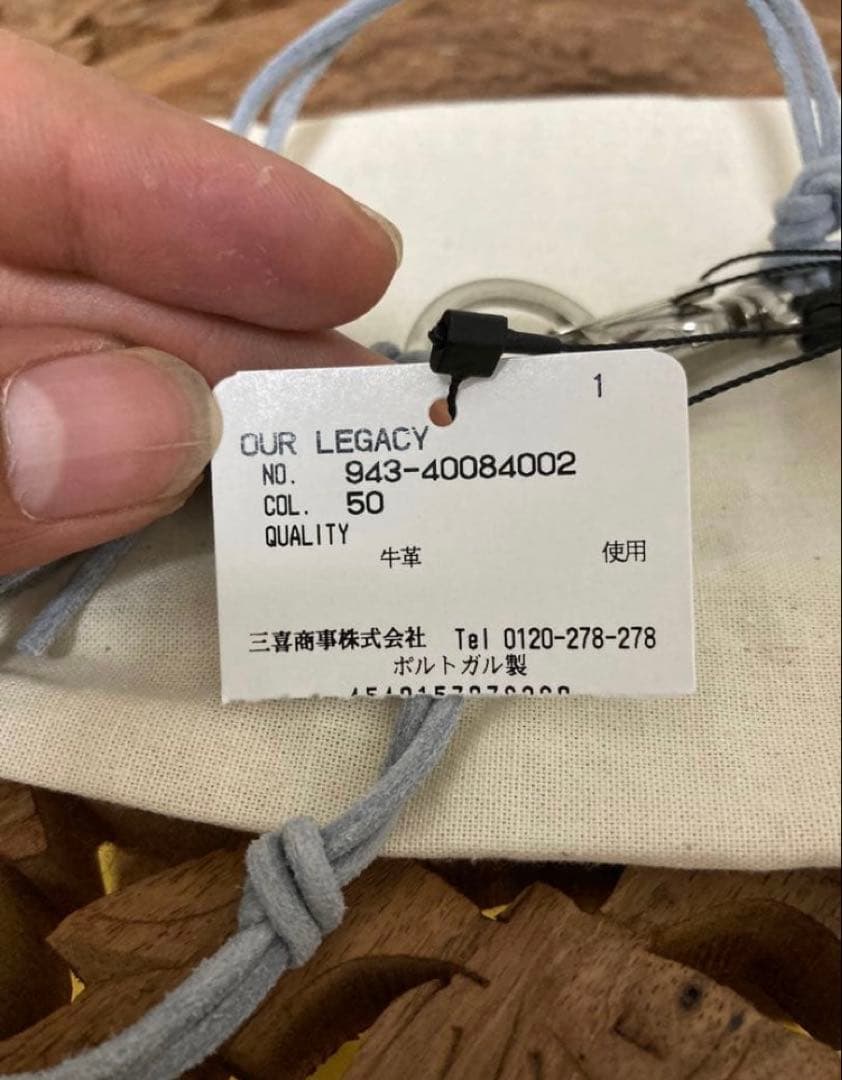 1
OUR LEGACY
NO. 943-40084002
COL. 50
QUALITY
牛革 使用
三喜商事株式会社 Tel 0120-278-278
ポルトガル製